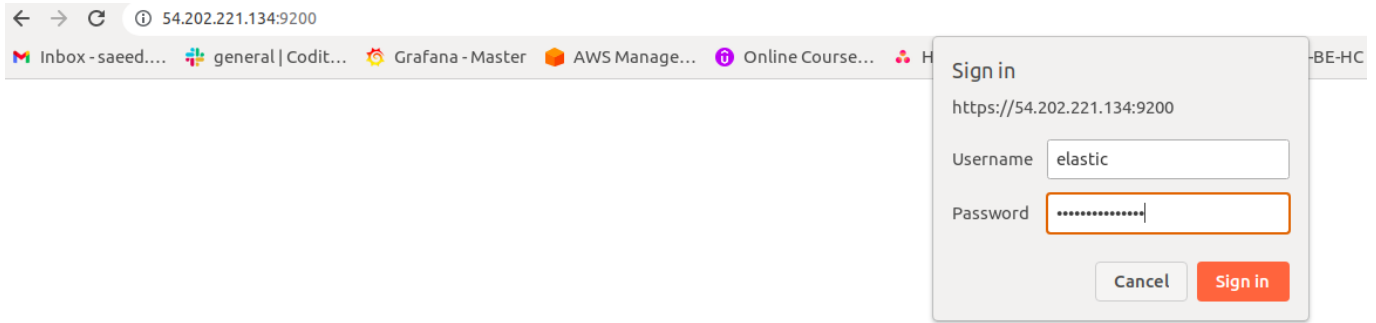 54.202.221.134:9200
Inbox - saeed.... general | Codit... Grafana - Master AWS Manage... Online Course... H -BE-HC
Sign in
https://54.202.221.134:9200
Username elastic
Password •••••••••••••••
Cancel Sign in